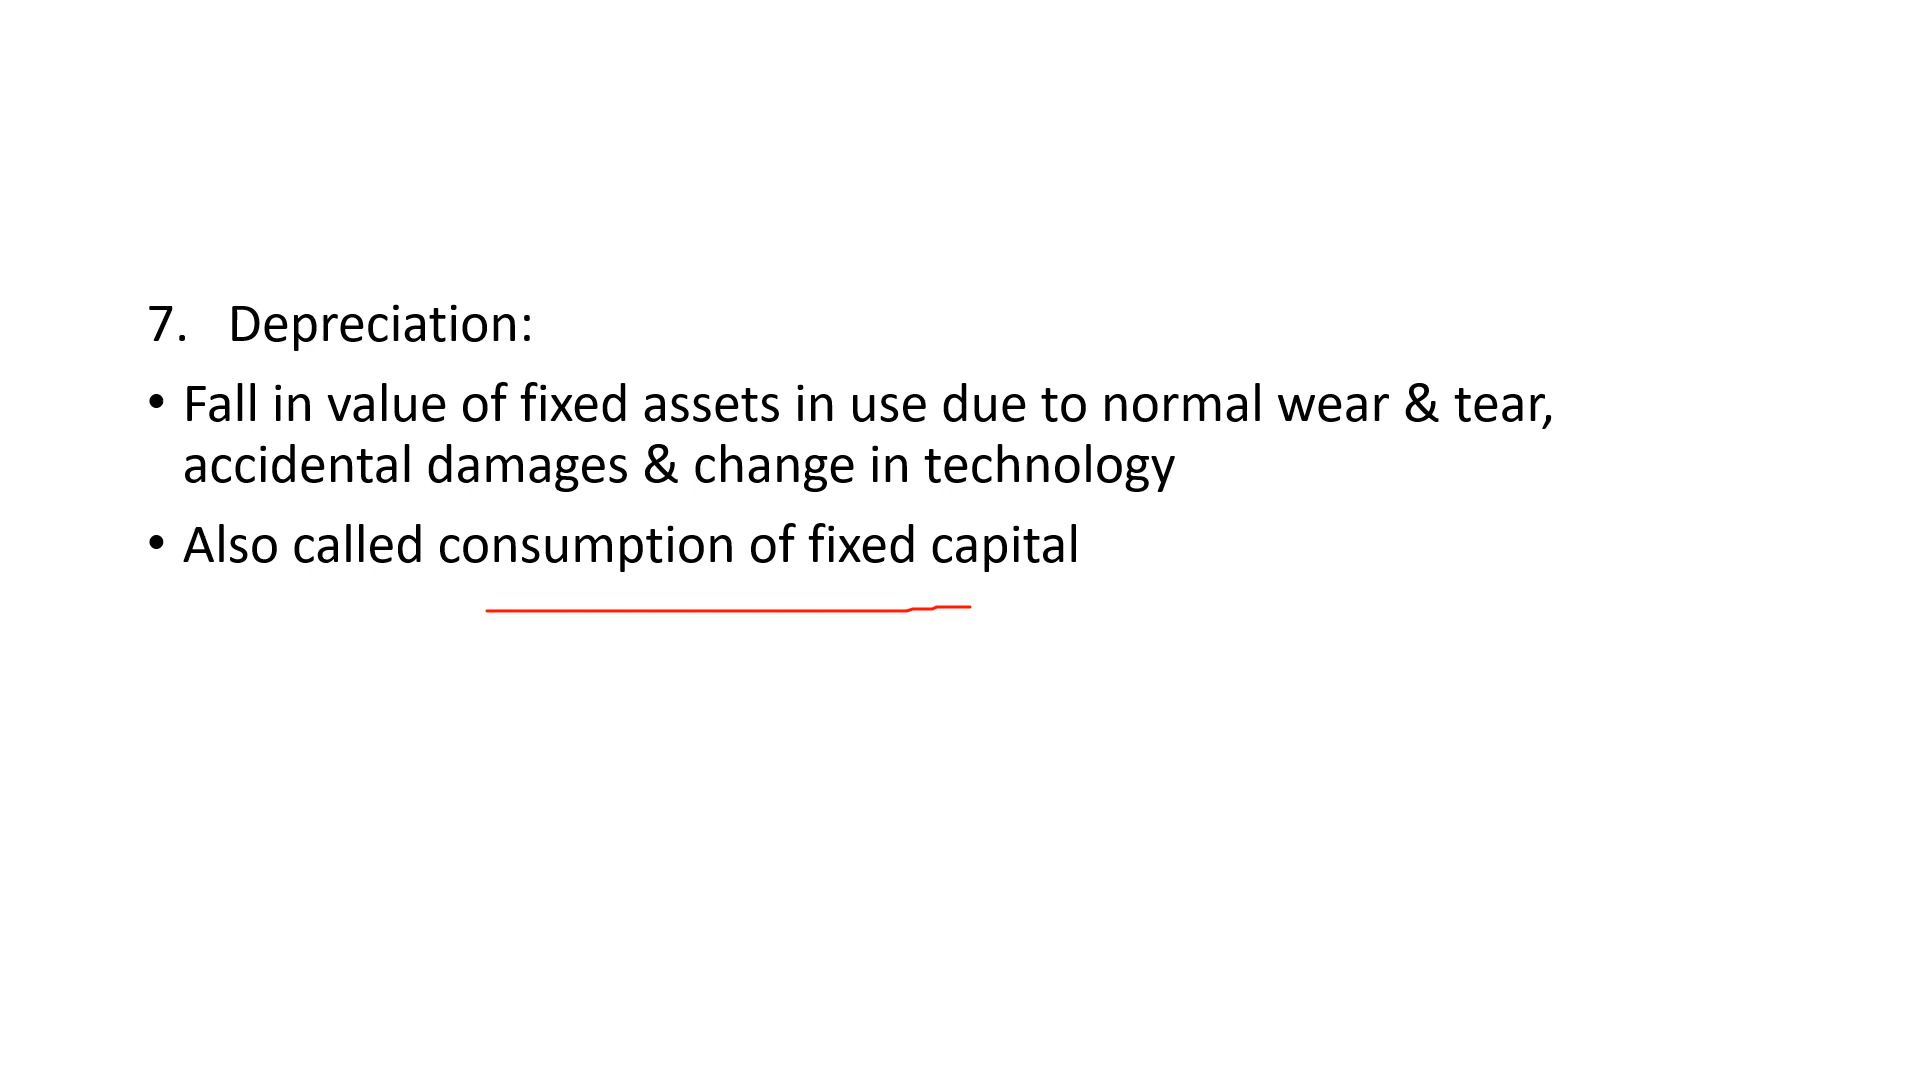 7. Depreciation:
• Fall in value of fixed assets in use due to normal wear & tear,
accidental damages & change in technology
• Also called consumption of fixed capital